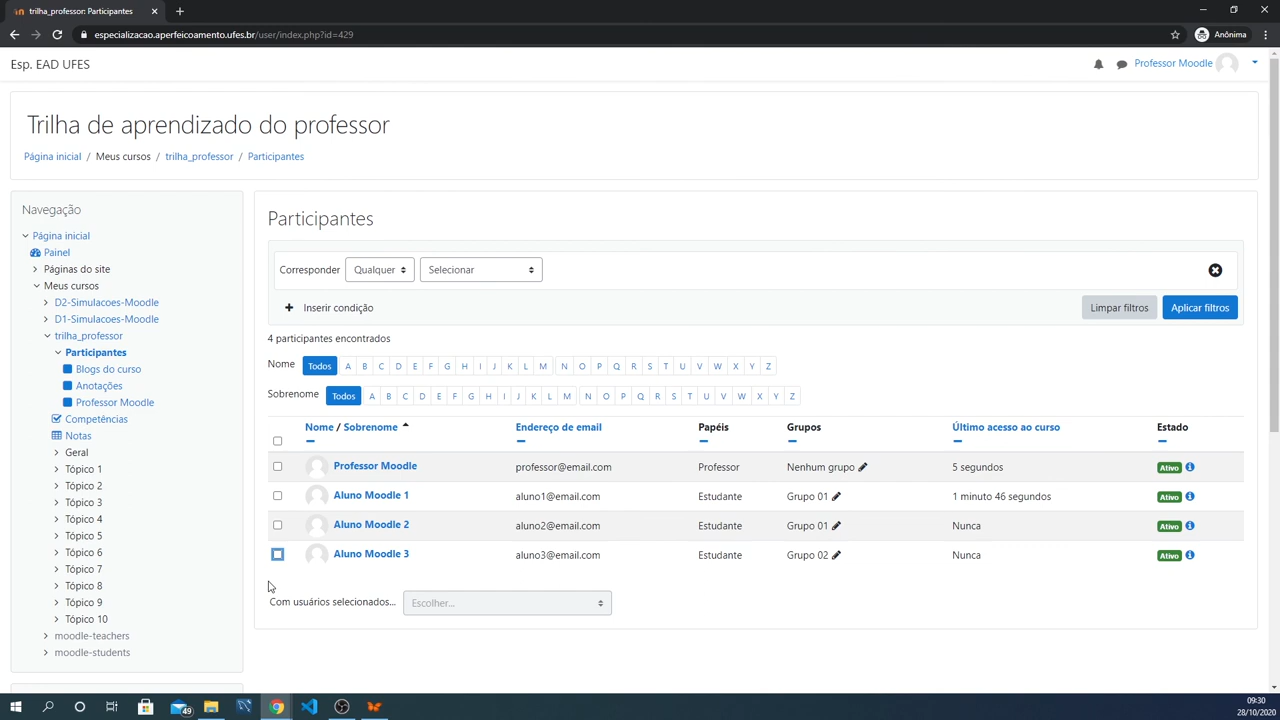 trilha_professor: Participantes
especializacao.aperfeicoamento.ufes.br/user/index.php?id=429
Anônima
Esp. EAD UFES
Professor Moodle
Trilha de aprendizado do professor
Página inicial / Meus cursos / trilha_professor / Participantes
Navegação
Página inicial
Painel
Páginas do site
Meus cursos
D2-Simulacoes-Moodle
D1-Simulacoes-Moodle
trilha_professor
Participantes
Blogs do curso
Anotações
Professor Moodle
Competências
Notas
Geral
Tópico 1
Tópico 2
Tópico 3
Tópico 4
Tópico 5
Tópico 6
Tópico 7
Tópico 8
Tópico 9
Tópico 10
moodle-teachers
moodle-students
Participantes
Corresponder Qualquer Selecionar
Inserir condição
Limpar filtros Aplicar filtros
4 participantes encontrados
Nome Todos A B C D E F G H I J K L M N O P Q R S T U V W X Y Z
Sobrenome Todos A B C D E F G H I J K L M N O P Q R S T U V W X Y Z
Nome / Sobrenome Endereço de email Papéis Grupos Último acesso ao curso Estado
Professor Moodle professor@email.com Professor Nenhum grupo 5 segundos Ativo
Aluno Moodle 1 aluno1@email.com Estudante Grupo 01 1 minuto 46 segundos Ativo
Aluno Moodle 2 aluno2@email.com Estudante Grupo 01 Nunca Ativo
Aluno Moodle 3 aluno3@email.com Estudante Grupo 02 Nunca Ativo
Com usuários selecionados... Escolher...
49
09:30
28/10/2020